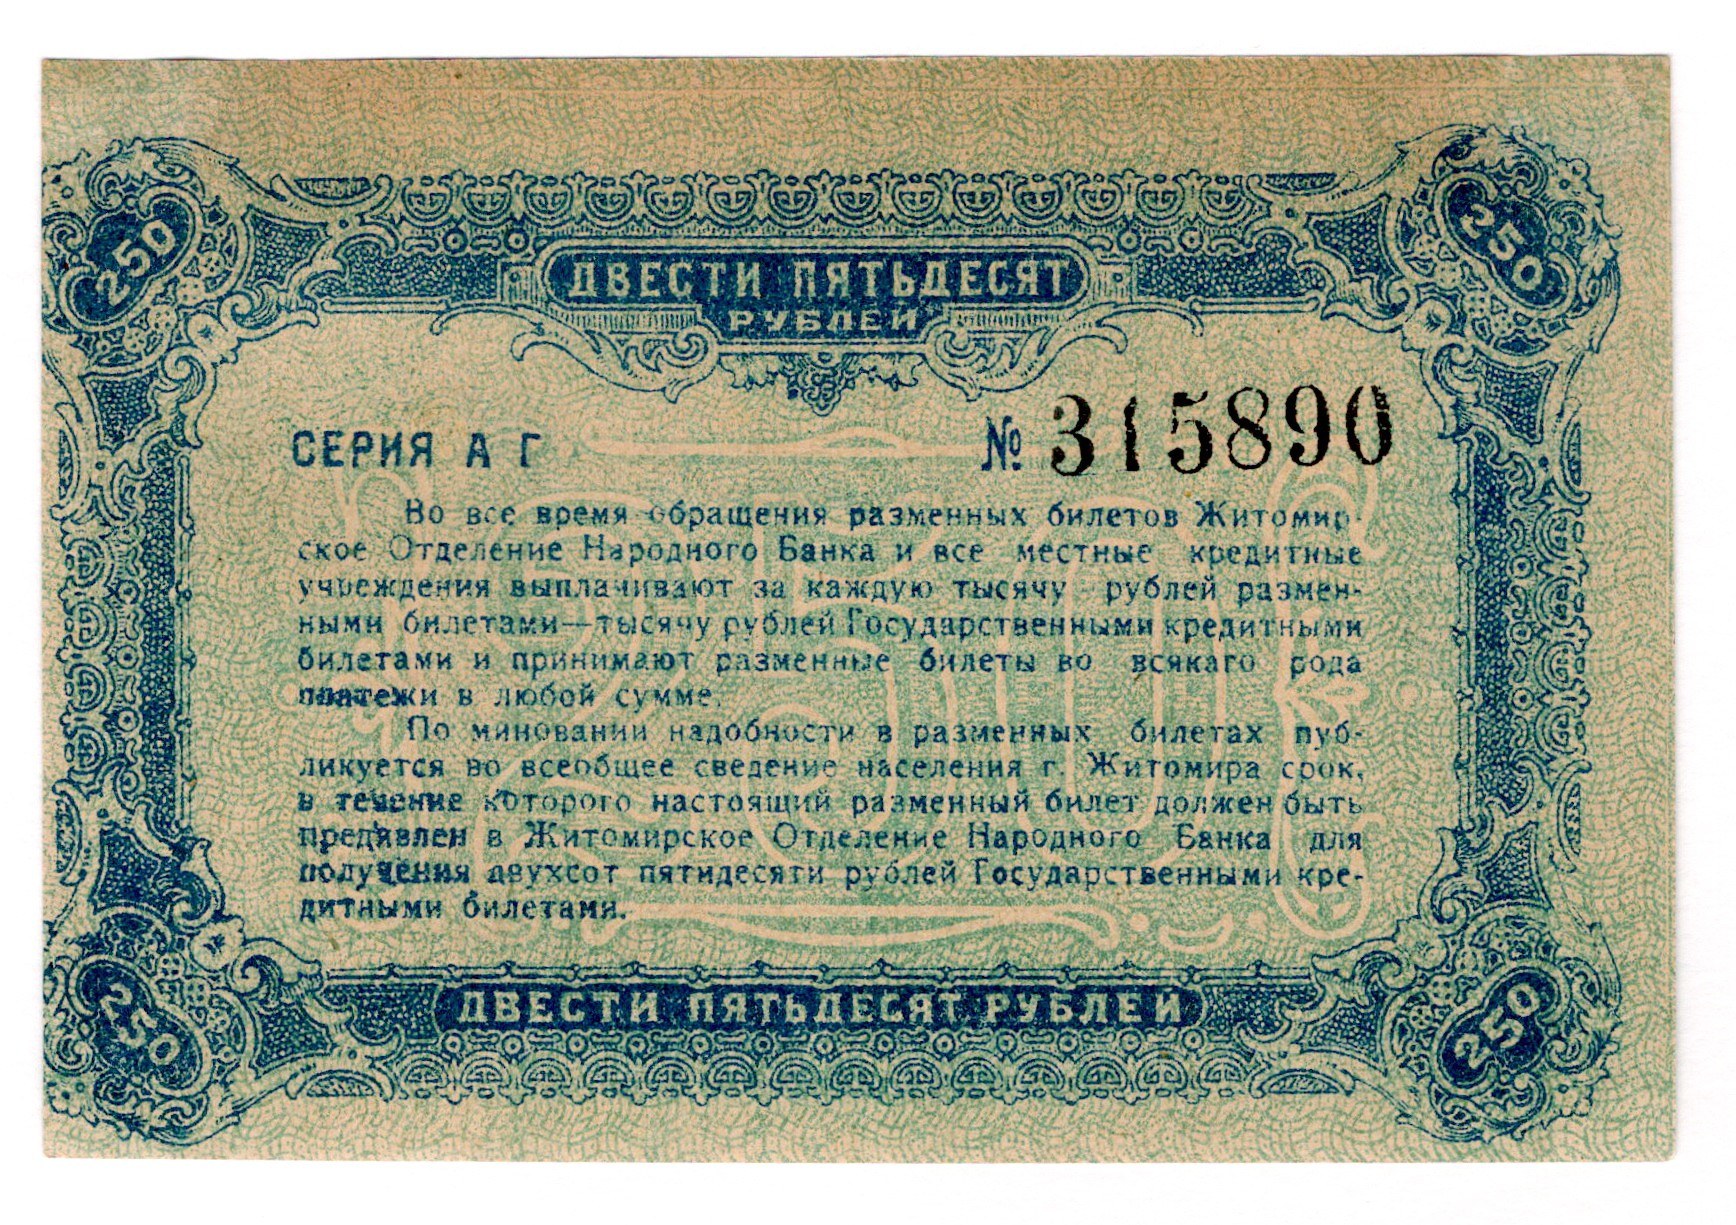 250
250
ДВЕСТИ ПЯТЬДЕСЯТ
РУБЛЕЙ
СЕРИЯ А Г № 315890
Во все время обращения разменных билетов Житомир-
ское Отделение Народного Банка и все местные кредитные
учреждения выплачивают за каждую тысячу рублей размен-
ными билетами—тысячу рублей Государственными кредитными
билетами и принимают разменные билеты во всякаго рода
платежи в любой сумме.
По миновании надобности в разменных билетах пуб-
ликуется во всеобщее сведение населения г. Житомира срок,
в течение которого настоящий разменный билет должен быть
пред'явлен в Житомирское Отделение Народного Банка для
получения двухсот пятидесяти рублей Государственными кре-
дитными билетами.
250
ДВЕСТИ ПЯТЬДЕСЯТ РУБЛЕЙ
250
250